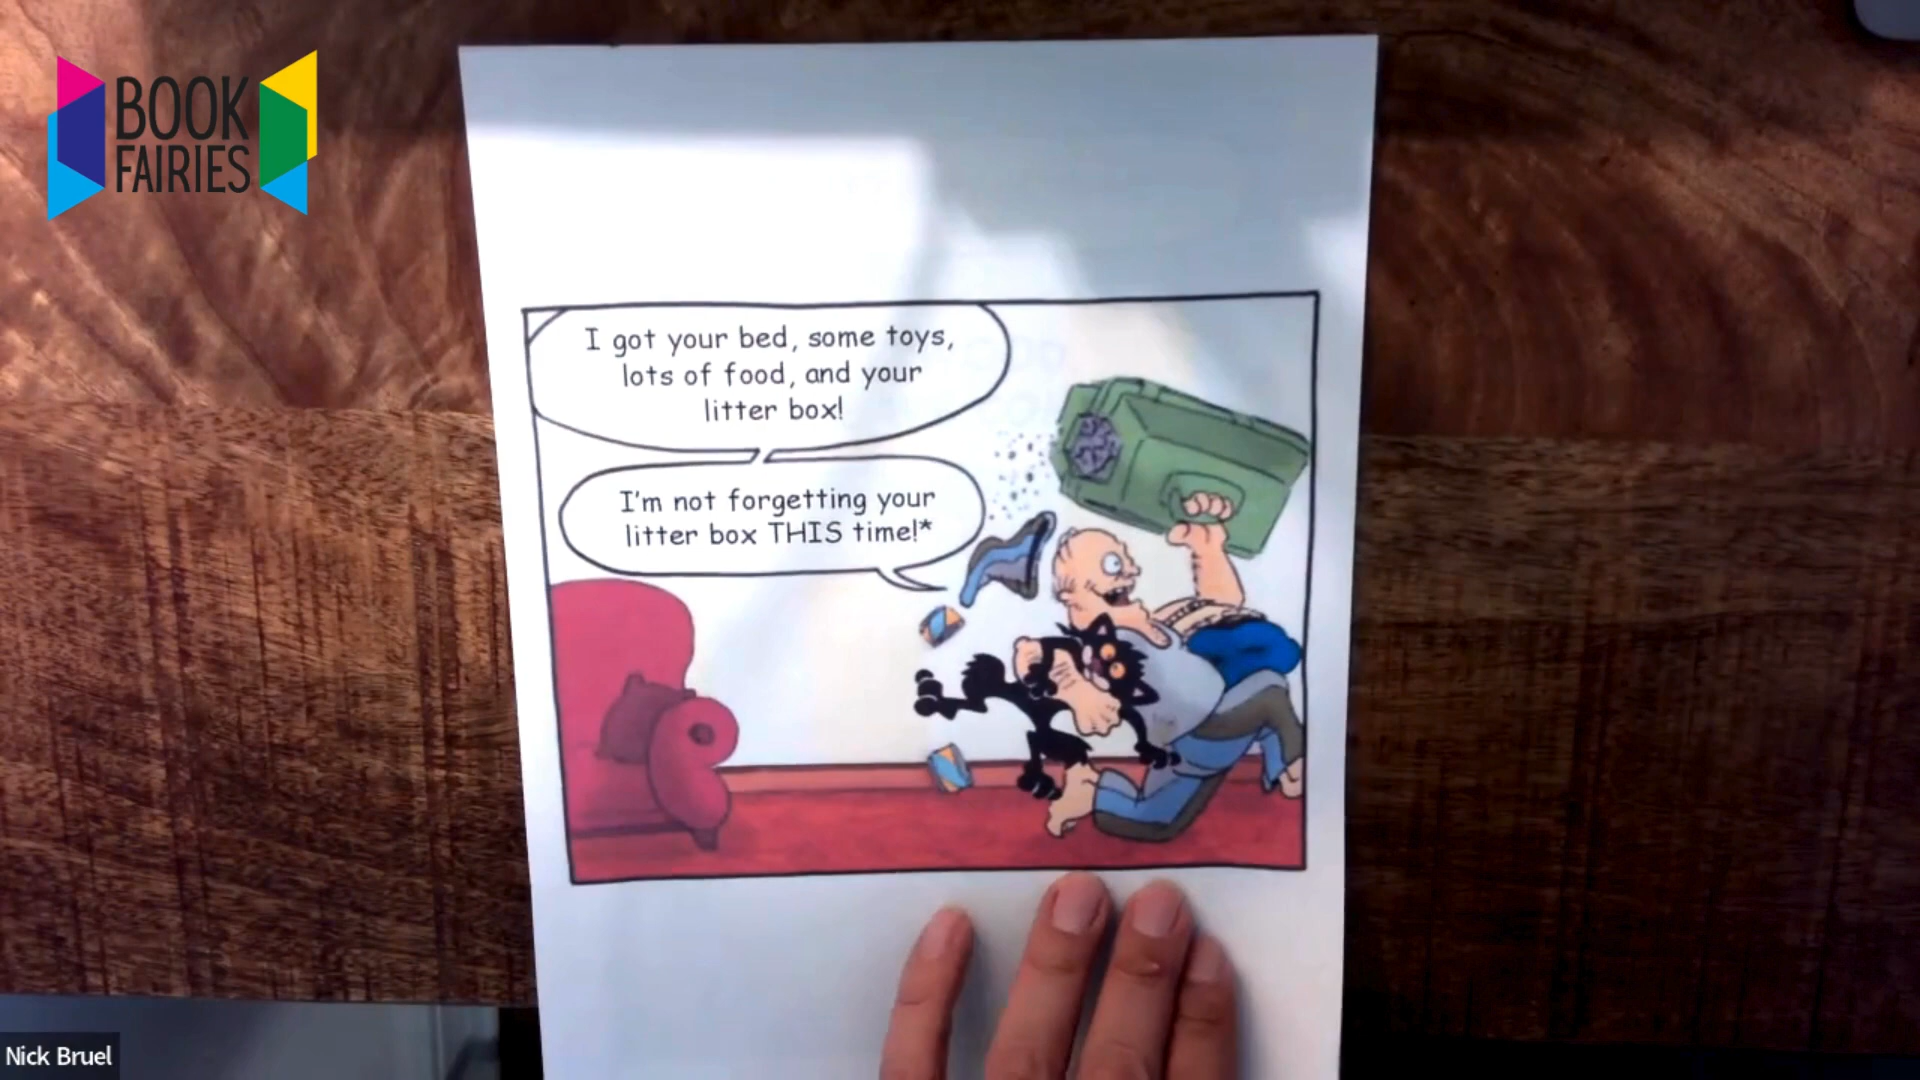 BOOK
FAIRIES
I got your bed, some toys,
lots of food, and your
litter box!
I'm not forgetting your
litter box THIS time!*
Nick Bruel